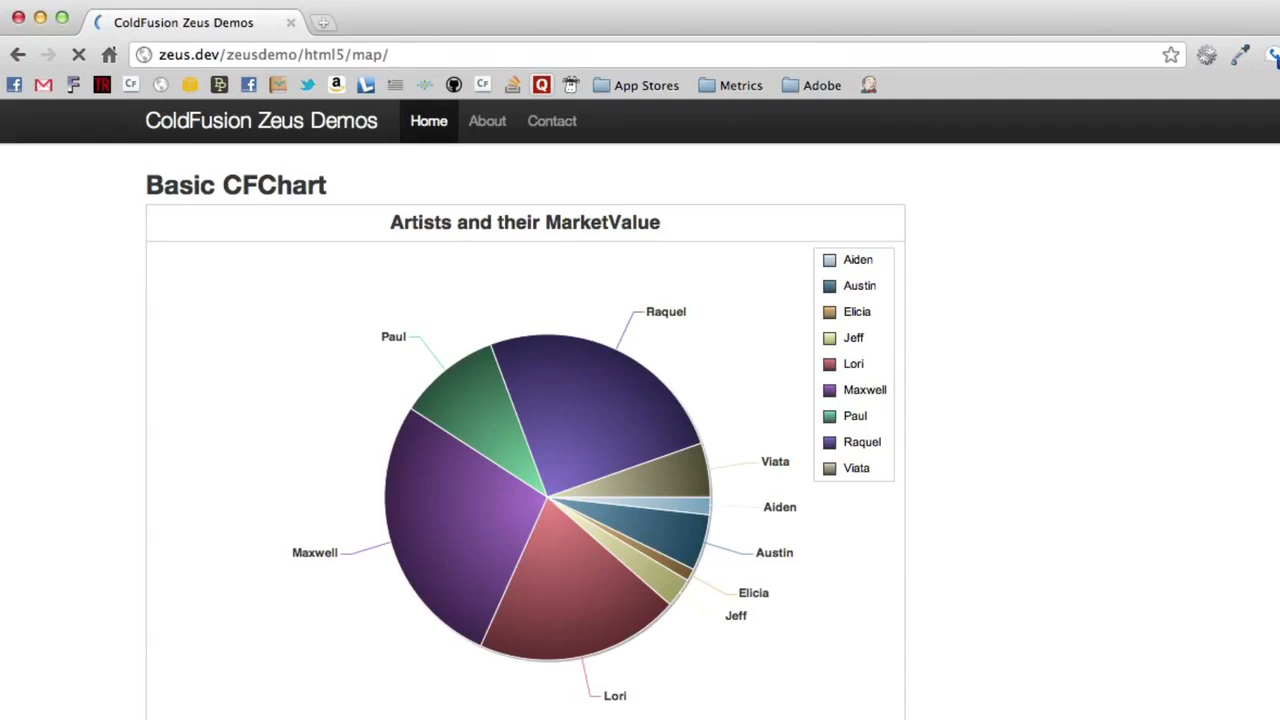 ColdFusion Zeus Demos
zeus.dev/zeusdemo/html5/map/
App Stores Metrics Adobe
ColdFusion Zeus Demos Home About Contact
Basic CFChart
Artists and their MarketValue
Aiden
Austin
Elicia
Jeff
Lori
Maxwell
Paul
Raquel
Viata
Raquel
Paul
Viata
Aiden
Maxwell
Austin
Elicia
Jeff
Lori